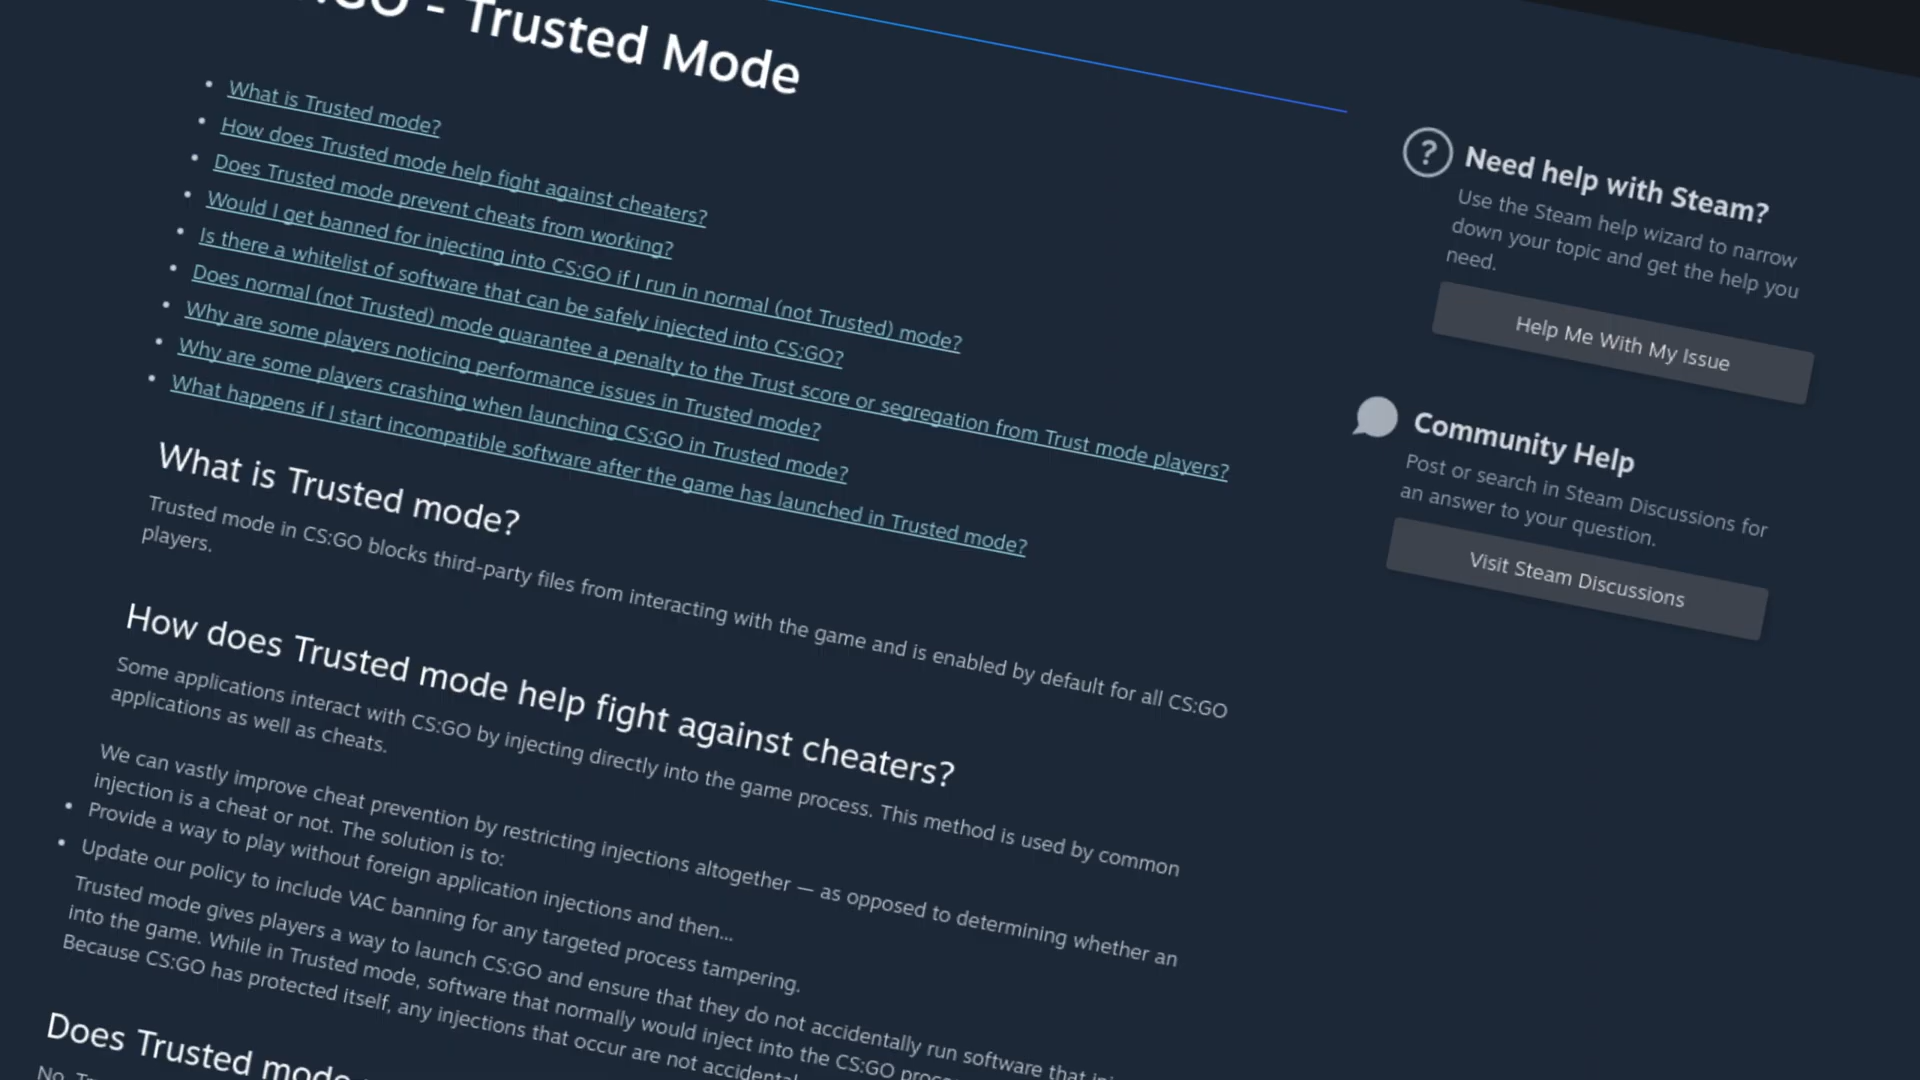 GO - Trusted Mode
What is Trusted mode?
How does Trusted mode help fight against cheaters?
Does Trusted mode prevent cheats from working?
Would I get banned for injecting into CS:GO if I run in normal (not Trusted) mode?
Is there a whitelist of software that can be safely injected into CS:GO?
Does normal (not Trusted) mode guarantee a penalty to the Trust score or segregation from Trust mode players?
Why are some players noticing performance issues in Trusted mode?
Why are some players crashing when launching CS:GO in Trusted mode?
What happens if I start incompatible software after the game has launched in Trusted mode?
What is Trusted mode?
Trusted mode in CS:GO blocks third-party files from interacting with the game and is enabled by default for all CS:GO
players.
How does Trusted mode help fight against cheaters?
Some applications interact with CS:GO by injecting directly into the game process. This method is used by common
applications as well as cheats.
We can vastly improve cheat prevention by restricting injections altogether — as opposed to determining whether an
injection is a cheat or not. The solution is to:
Provide a way to play without foreign application injections and then...
Update our policy to include VAC banning for any targeted process tampering.
Trusted mode gives players a way to launch CS:GO and ensure that they do not accidentally run software that
into the game. While in Trusted mode, software that normally would inject into the CS:GO
Because CS:GO has protected itself, any injections that occur are not
Does Trusted mode
No.
Need help with Steam?
Use the Steam help wizard to narrow
down your topic and get the help you
need.
Help Me With My Issue
Community Help
Post or search in Steam Discussions for
an answer to your question.
Visit Steam Discussions